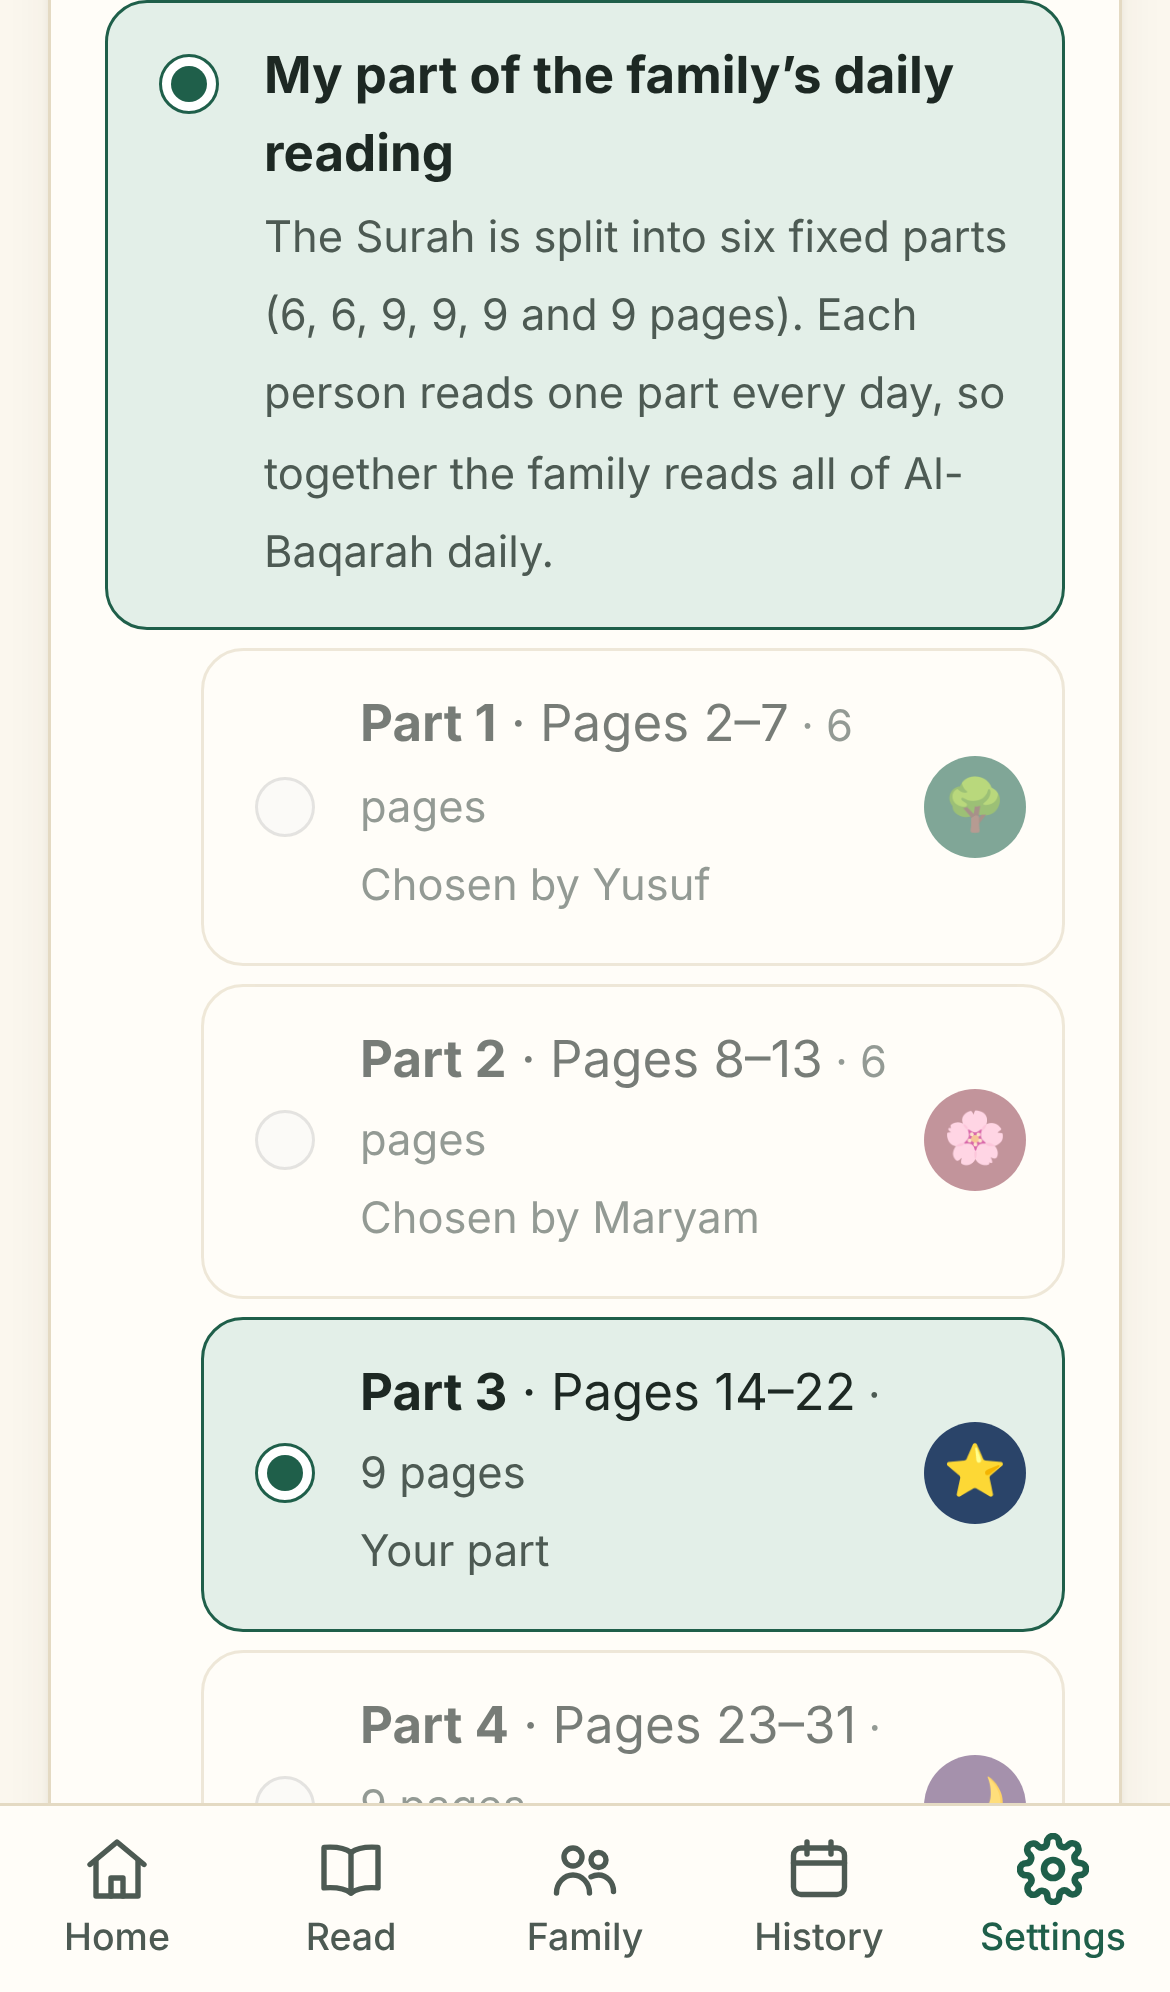 My part of the family’s daily
reading
The Surah is split into six fixed parts
(6, 6, 9, 9, 9 and 9 pages). Each
person reads one part every day, so
together the family reads all of Al-
Baqarah daily.
Part 1 · Pages 2–7 · 6
pages
Chosen by Yusuf
Part 2 · Pages 8–13 · 6
pages
Chosen by Maryam
Part 3 · Pages 14–22 ·
9 pages
Your part
Part 4 · Pages 23–31 ·
9 pages
Home Read Family History Settings